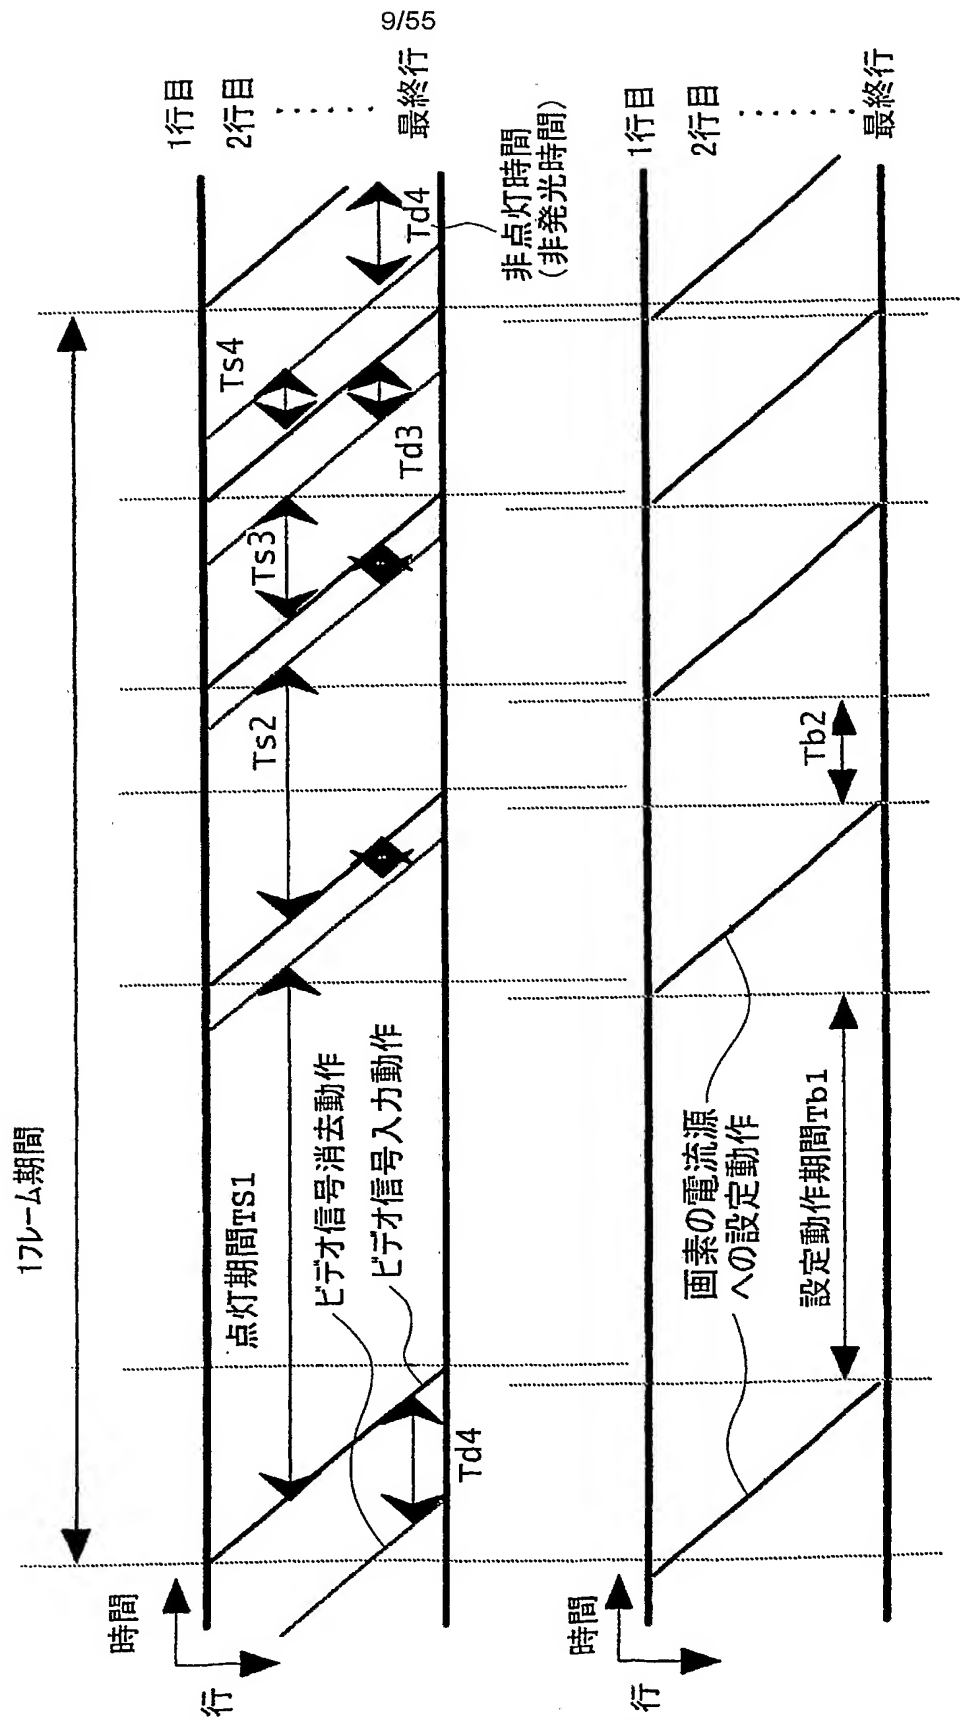 9/55
1フレーム期間
時間
行
1行目
2行目
........
最終行
点灯期間TS1
Ts2
Ts3
Ts4
ビデオ信号消去動作
ビデオ信号入力動作
Td4
Td3
Td4
非点灯時間
(非発光時間)
時間
行
1行目
2行目
........
最終行
画素の電流源
への設定動作
設定動作期間Tb1
Tb2